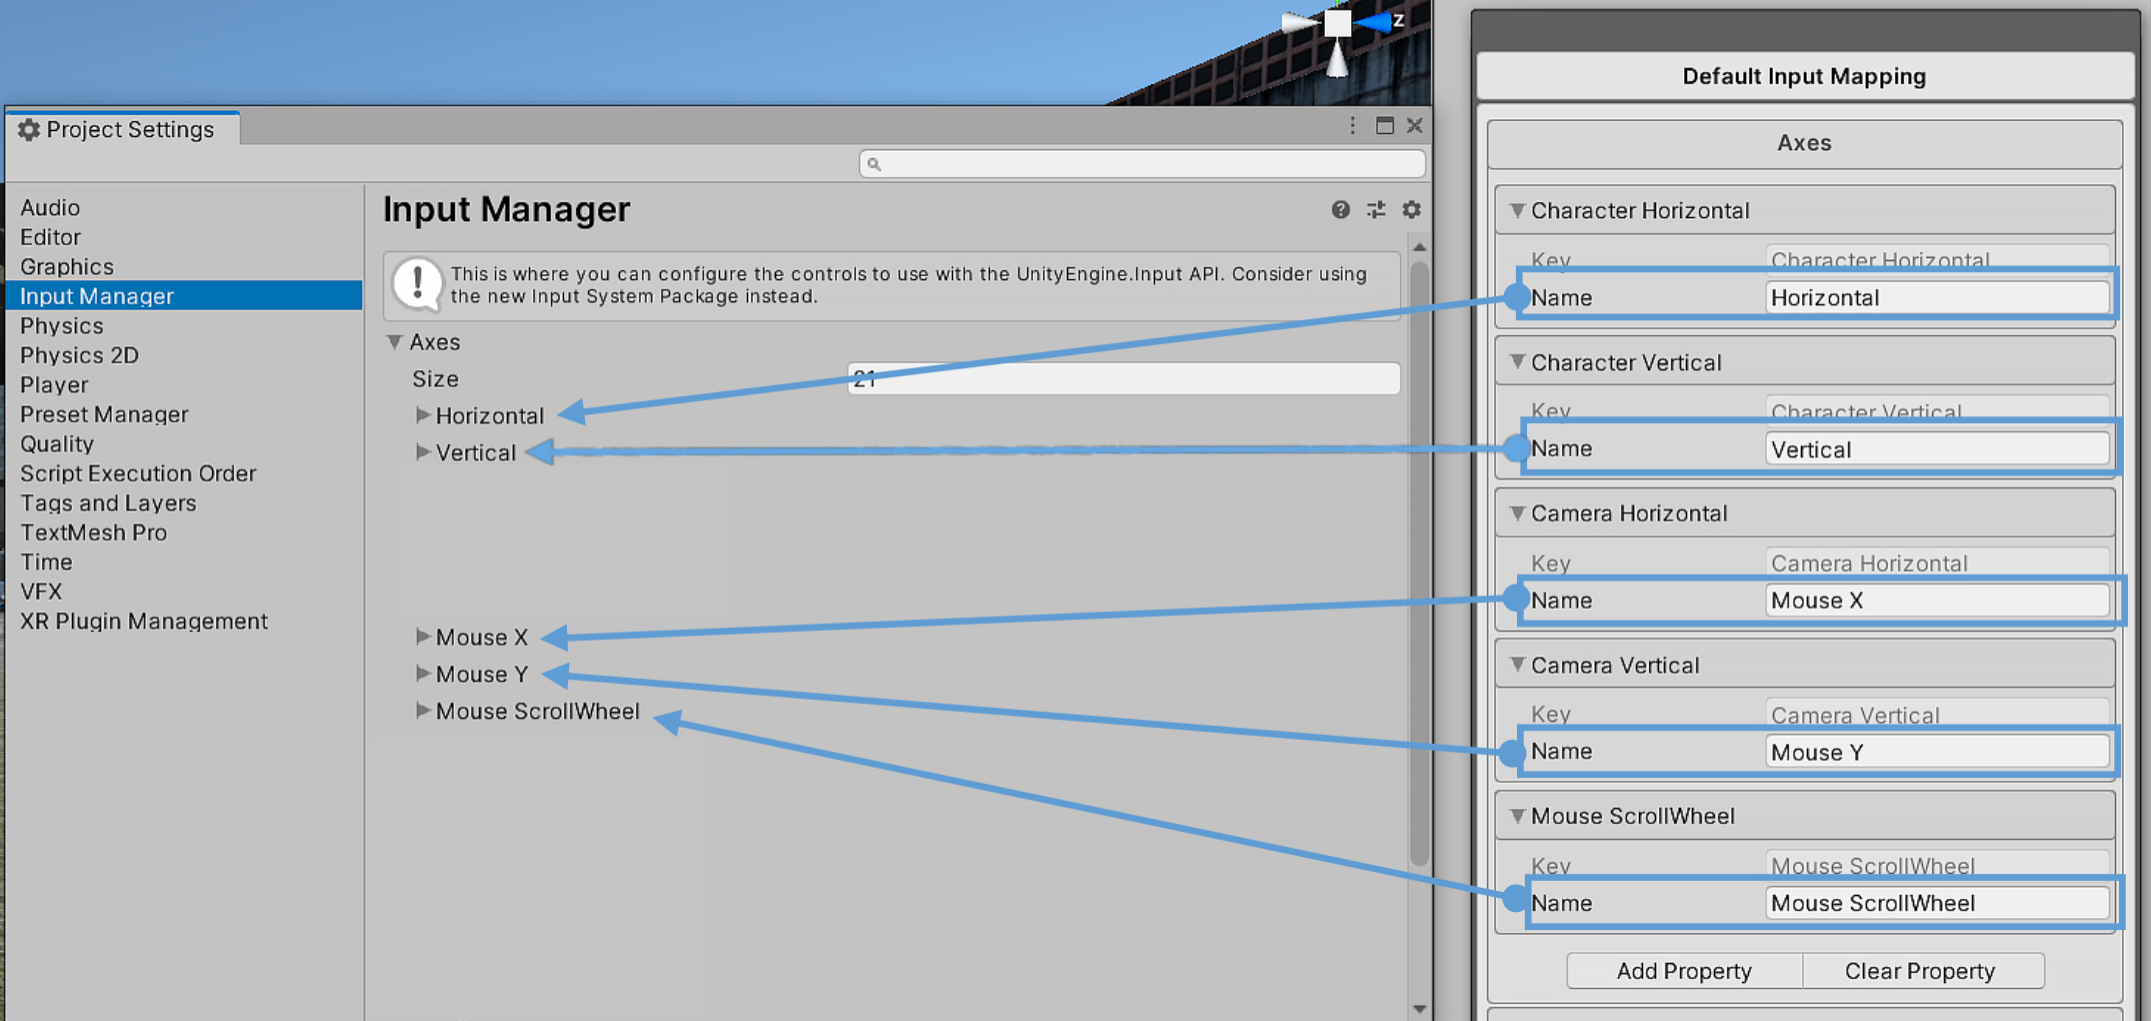 Z
Project Settings
Audio
Editor
Graphics
Input Manager
Physics
Physics 2D
Player
Preset Manager
Quality
Script Execution Order
Tags and Layers
TextMesh Pro
Time
VFX
XR Plugin Management
Input Manager
This is where you can configure the controls to use with the UnityEngine.Input API. Consider using
the new Input System Package instead.
Axes
Size 21
Horizontal
Vertical
Mouse X
Mouse Y
Mouse ScrollWheel
Default Input Mapping
Axes
Character Horizontal
Key Character Horizontal
Name Horizontal
Character Vertical
Key Character Vertical
Name Vertical
Camera Horizontal
Key Camera Horizontal
Name Mouse X
Camera Vertical
Key Camera Vertical
Name Mouse Y
Mouse ScrollWheel
Key Mouse ScrollWheel
Name Mouse ScrollWheel
Add Property Clear Property